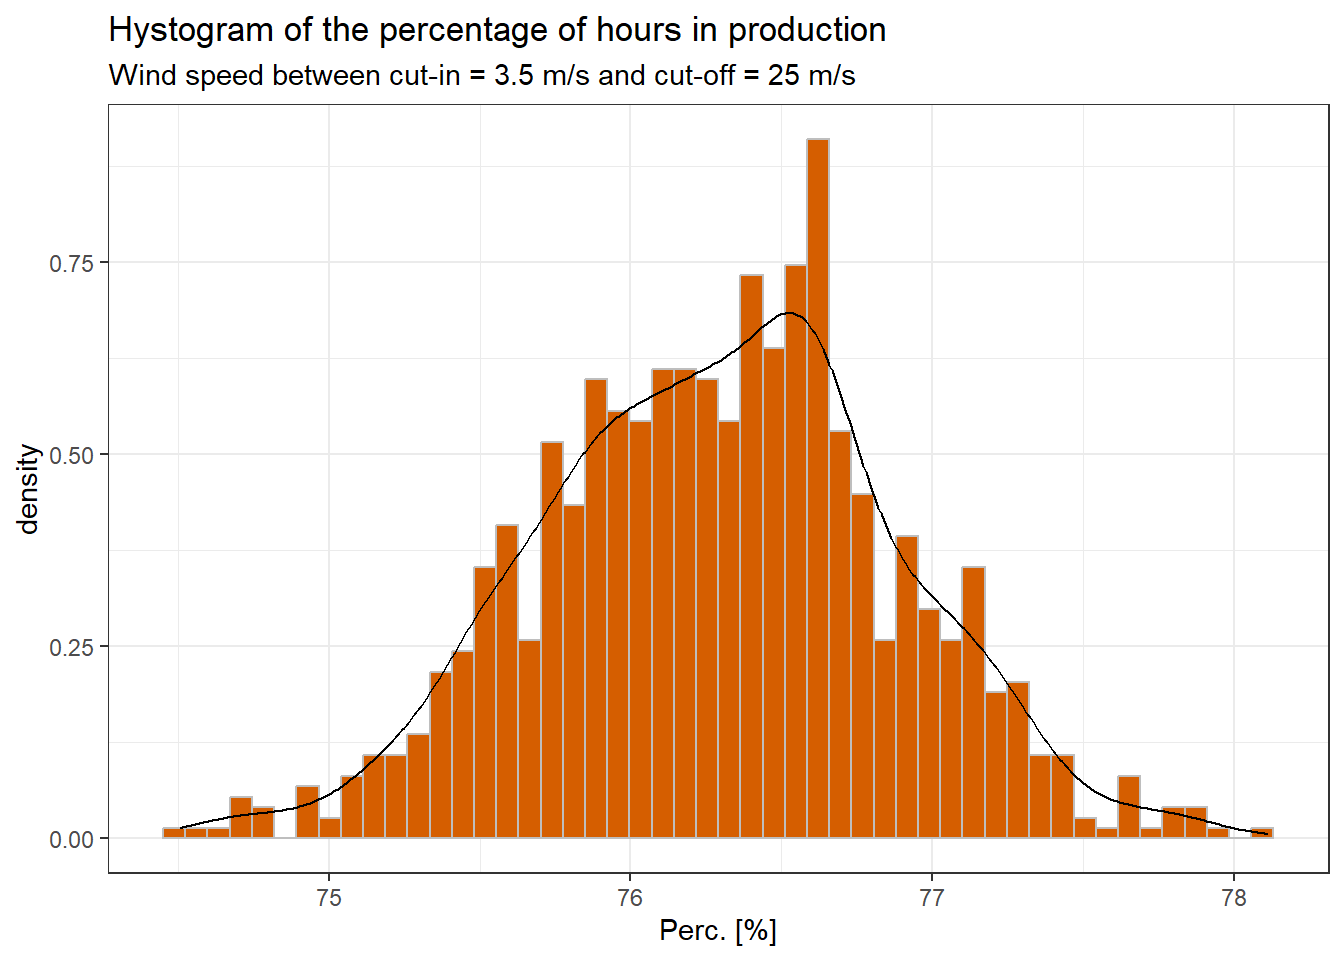 Hystogram of the percentage of hours in production
Wind speed between cut-in = 3.5 m/s and cut-off = 25 m/s
density
0.75
0.50
0.25
0.00
75 76 77 78
Perc. [%]